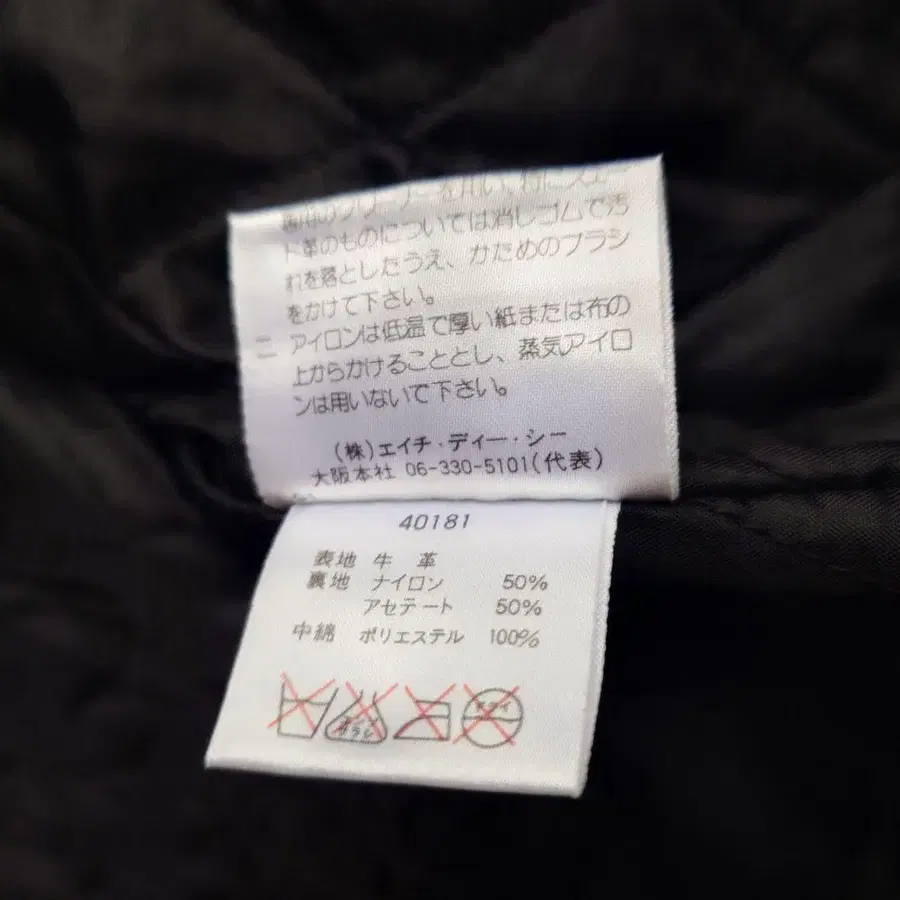 用のクリーナーを用い、特にスエー
ド革のものについては消しゴムで汚
れを落としたうえ、かためのブラシ
をかけて下さい。
ニ アイロンは低温で厚い紙または布の
上からかけることとし、蒸気アイロ
ンは用いないで下さい。
(株)エイチ・ディー・シー
大阪本社 06-330-5101(代表)
40181
表地 牛 革
裏地 ナイロン 50%
アセテート 50%
中綿 ポリエステル 100%
ドライ